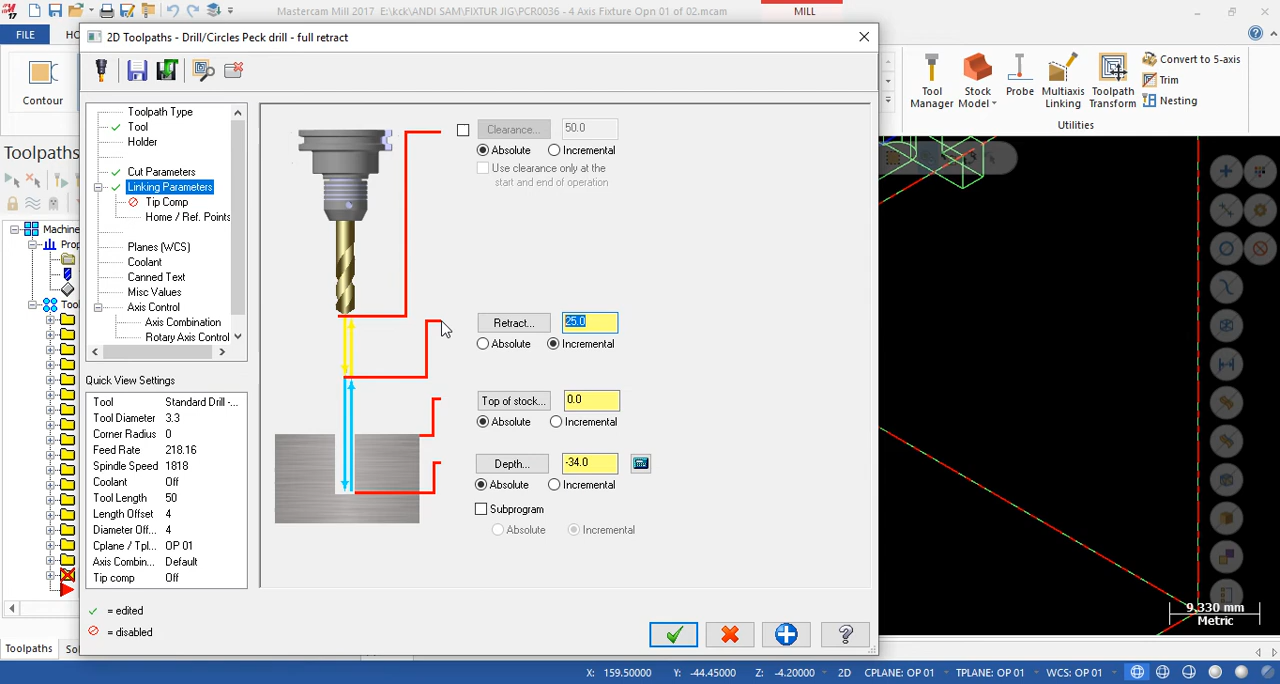 Mastercam Mill 2017 E:\kck\ANDI SAM\FIXTUR JIG\PCR0036 - 4 Axis Fixture Opn 01 of 02.mcam
MILL
17
FILE
HO
Contour
2D Toolpaths - Drill/Circles Peck drill - full retract
Tool Manager
Stock Model
Probe
Multiaxis Linking
Toolpath Transform
Convert to 5-axis
Trim
Nesting
Utilities
Toolpaths
Machine
Prop
Tool
Toolpath Type
Tool
Holder
Cut Parameters
Linking Parameters
Tip Comp
Home / Ref. Points
Planes (WCS)
Coolant
Canned Text
Misc Values
Axis Control
Axis Combination
Rotary Axis Control
Quick View Settings
Tool Standard Drill -...
Tool Diameter 3.3
Corner Radius 0
Feed Rate 218.16
Spindle Speed 1818
Coolant Off
Tool Length 50
Length Offset 4
Diameter Off... 4
Cplane / Tpl... OP 01
Axis Combin... Default
Tip comp Off
= edited
= disabled
Clearance... 50.0
Absolute Incremental
Use clearance only at the
start and end of operation
Retract... 25.0
Absolute Incremental
Top of stock... 0.0
Absolute Incremental
Depth... -34.0
Absolute Incremental
Subprogram
Absolute Incremental
9.330 mm
Metric
Toolpaths
Sol
X: 159.50000 Y: -44.45000 Z: -4.20000 2D CPLANE: OP 01 TPLANE: OP 01 WCS: OP 01